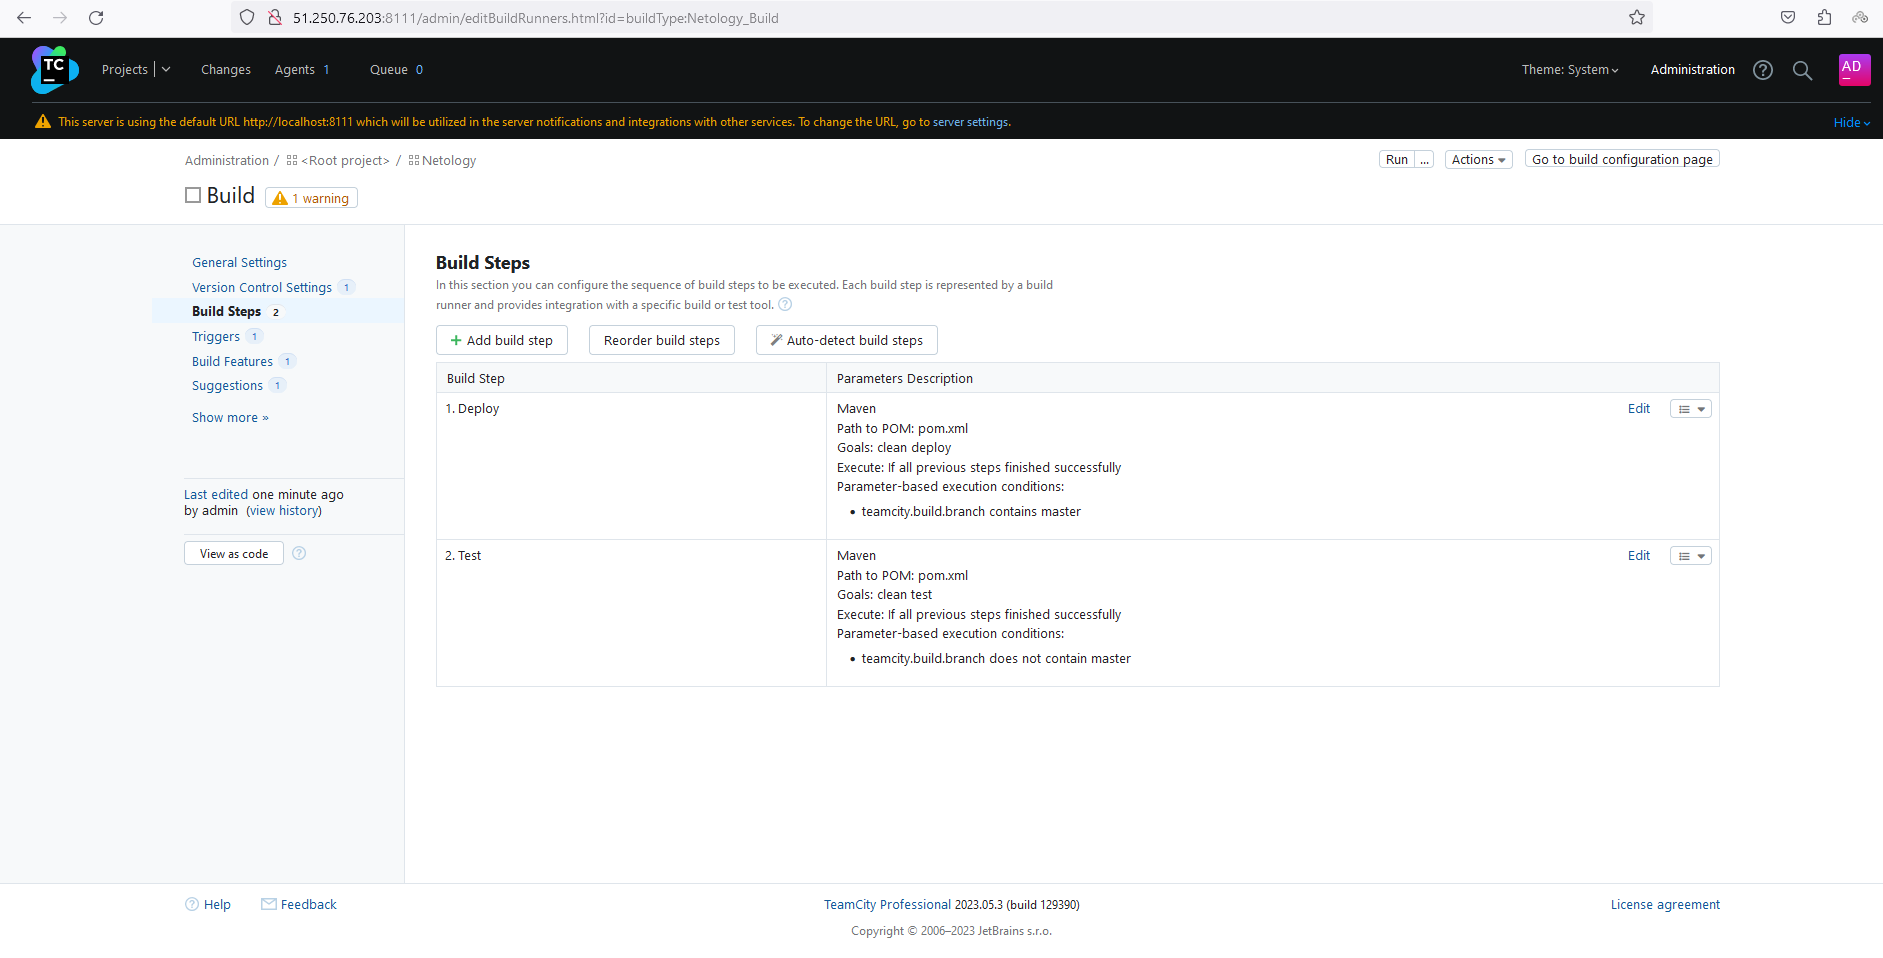 51.250.76.203:8111/admin/editBuildRunners.html?id=buildType:Netology_Build
TC
Projects
Changes
Agents 1
Queue 0
Theme: System
Administration
AD
This server is using the default URL http://localhost:8111 which will be utilized in the server notifications and integrations with other services. To change the URL, go to server settings.
Hide
Administration / <Root project> / Netology
Run ...
Actions
Go to build configuration page
Build
1 warning
General Settings
Version Control Settings 1
Build Steps 2
Triggers 1
Build Features 1
Suggestions 1
Show more »
Last edited one minute ago
by admin (view history)
View as code
Build Steps
In this section you can configure the sequence of build steps to be executed. Each build step is represented by a build
runner and provides integration with a specific build or test tool.
+ Add build step
Reorder build steps
Auto-detect build steps
Build Step
Parameters Description
1. Deploy
Maven
Edit
Path to POM: pom.xml
Goals: clean deploy
Execute: If all previous steps finished successfully
Parameter-based execution conditions:
• teamcity.build.branch contains master
2. Test
Maven
Edit
Path to POM: pom.xml
Goals: clean test
Execute: If all previous steps finished successfully
Parameter-based execution conditions:
• teamcity.build.branch does not contain master
Help
Feedback
TeamCity Professional 2023.05.3 (build 129390)
License agreement
Copyright © 2006–2023 JetBrains s.r.o.